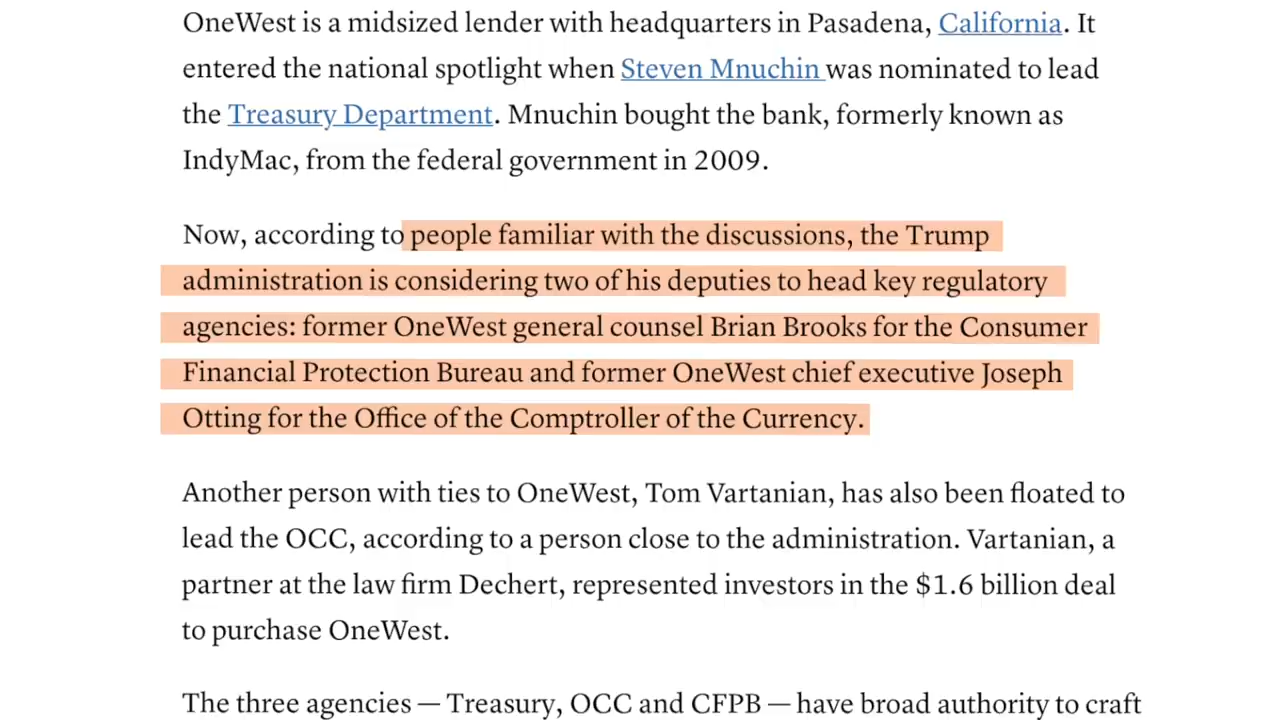 OneWest is a midsized lender with headquarters in Pasadena, California. It
entered the national spotlight when Steven Mnuchin was nominated to lead
the Treasury Department. Mnuchin bought the bank, formerly known as
IndyMac, from the federal government in 2009.
Now, according to people familiar with the discussions, the Trump
administration is considering two of his deputies to head key regulatory
agencies: former OneWest general counsel Brian Brooks for the Consumer
Financial Protection Bureau and former OneWest chief executive Joseph
Otting for the Office of the Comptroller of the Currency.
Another person with ties to OneWest, Tom Vartanian, has also been floated to
lead the OCC, according to a person close to the administration. Vartanian, a
partner at the law firm Dechert, represented investors in the $1.6 billion deal
to purchase OneWest.
The three agencies — Treasury, OCC and CFPB — have broad authority to craft